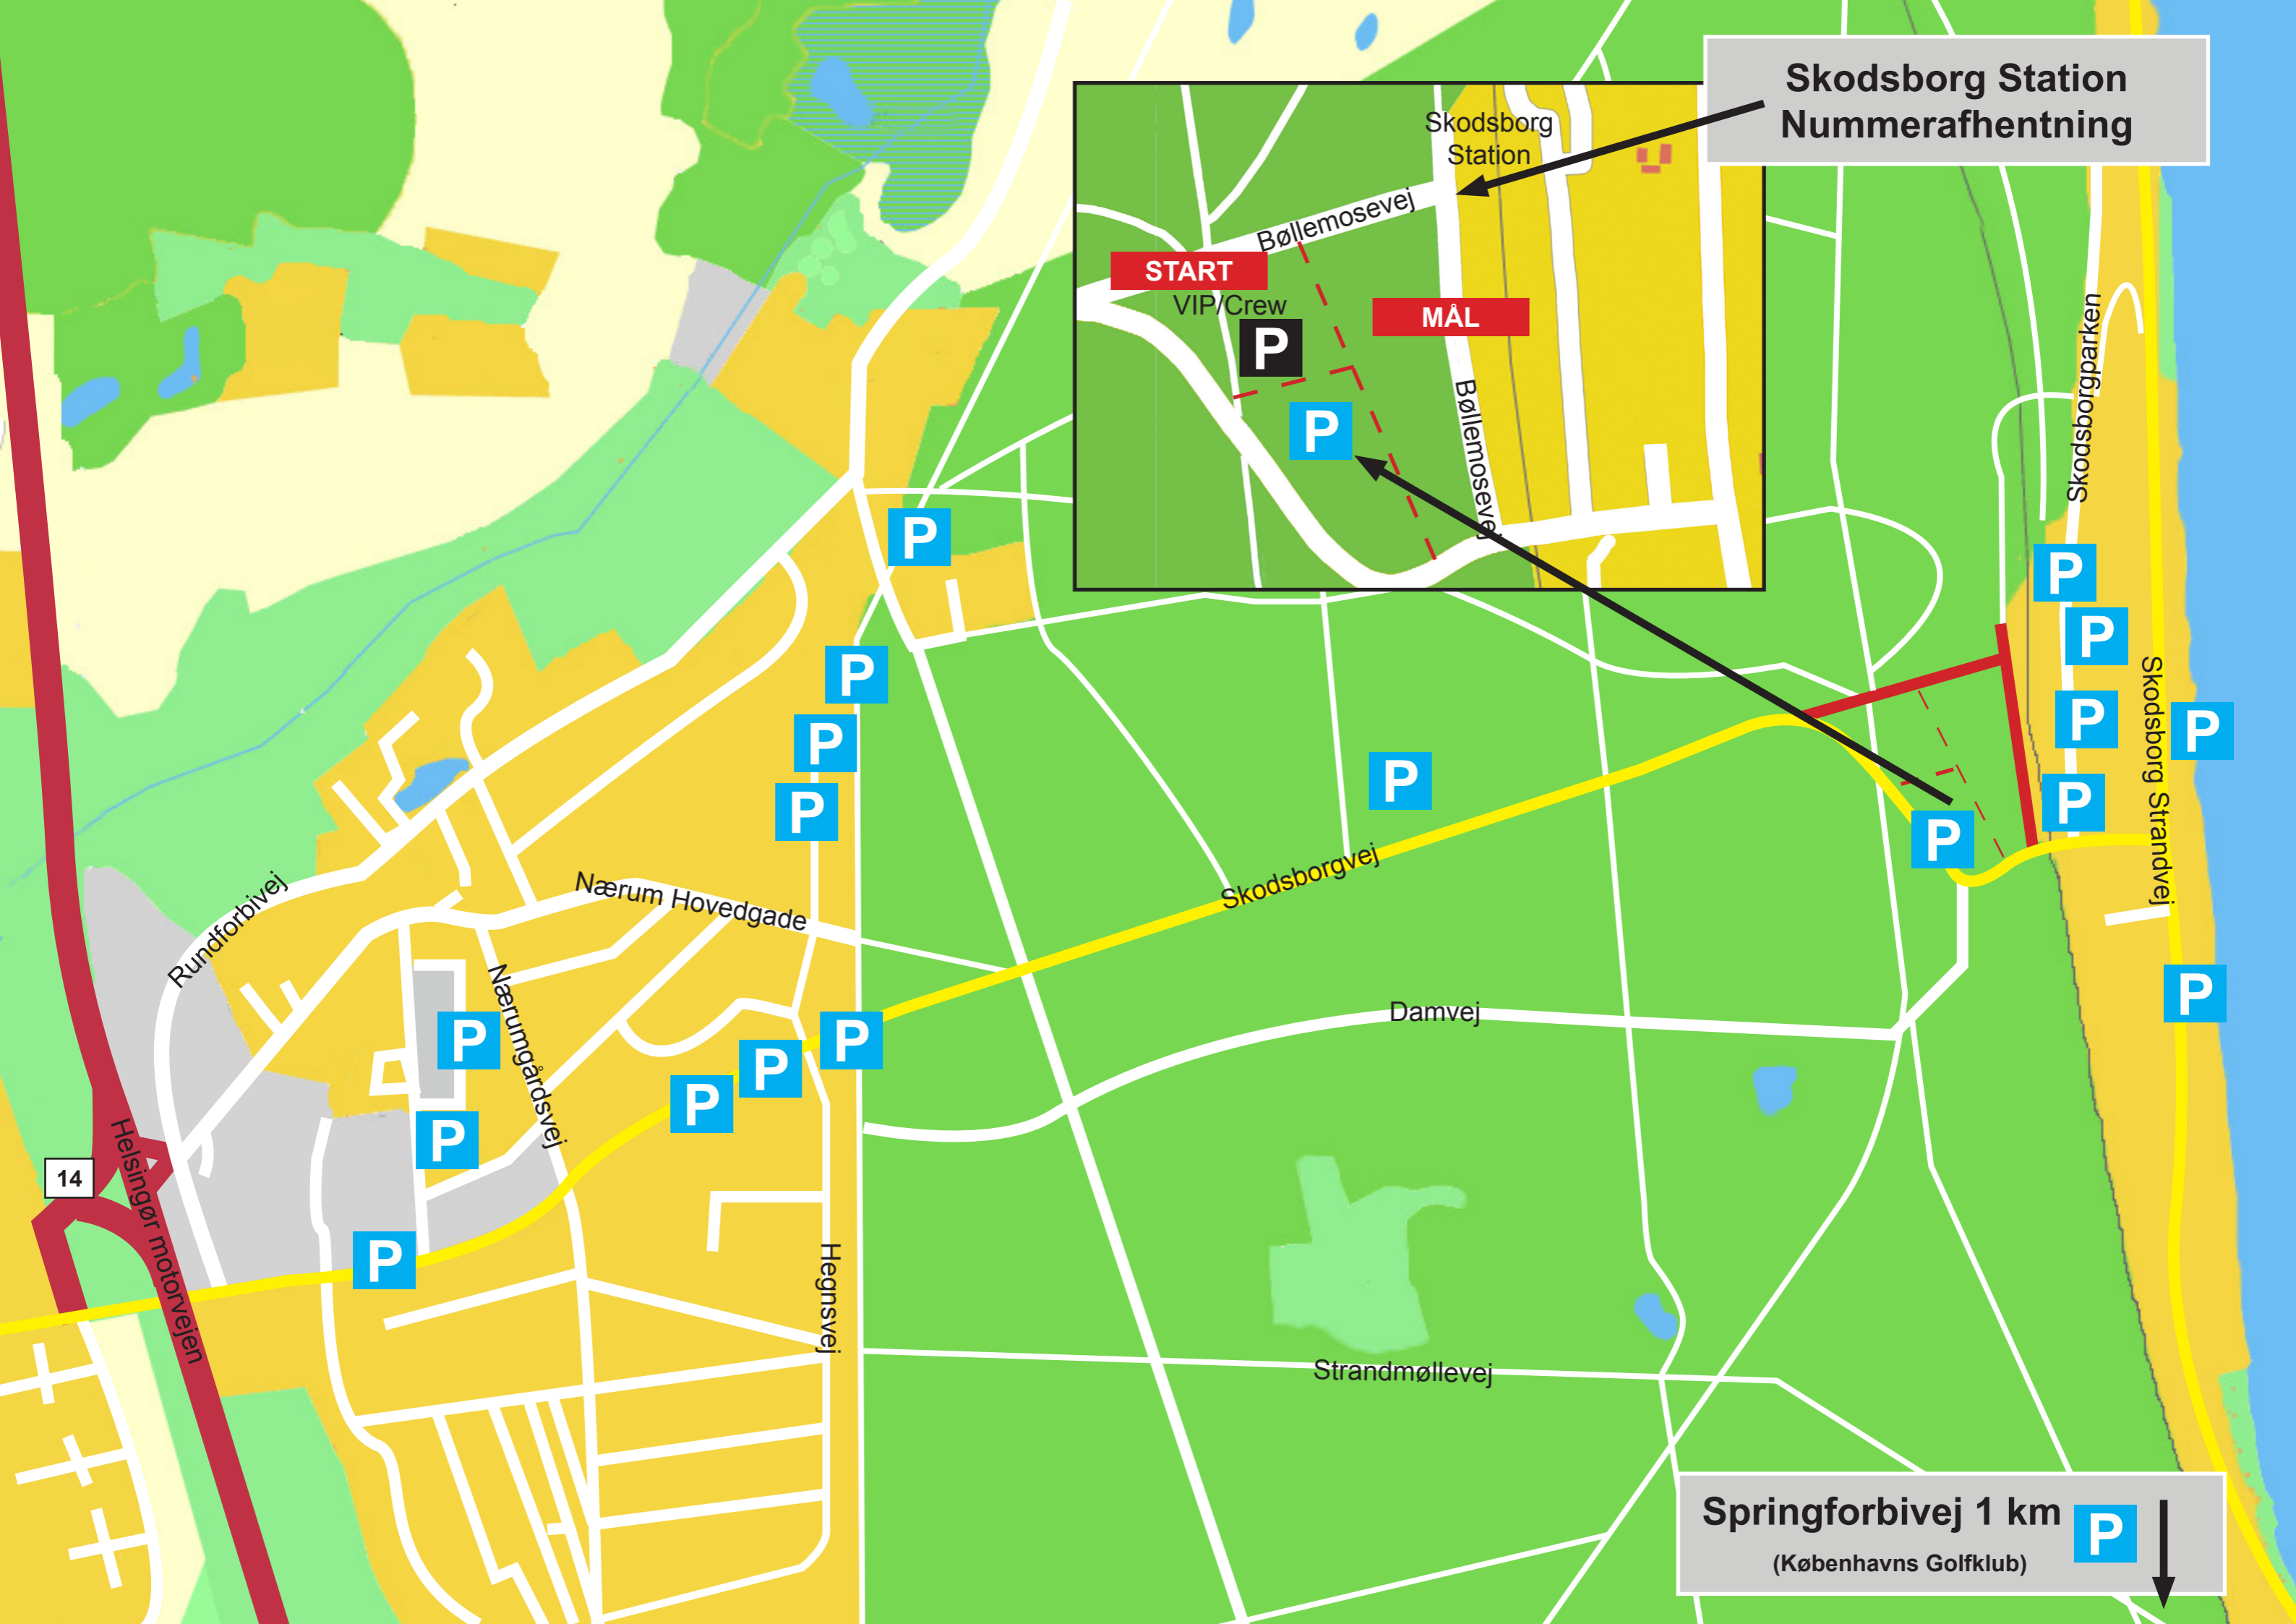 Skodsborg Station
Nummerafhentning
Skodsborg
Station
Bøllemosevej
START
VIP/Crew
P
MÅL
P
Bøllemosevej
Skodsborgparken
P
P
P
P
P
P
P
P
Skodsborg Strandvej
P
P
P
P
Skodsborgvej
Nærum Hovedgade
Rundforbivej
Nærumgårdsvej
P
P
P
P
P
P
Damvej
P
14
Helsingør motorvejen
P
Hegnsvej
Strandmøllevej
Springforbivej 1 km
P
(Københavns Golfklub)